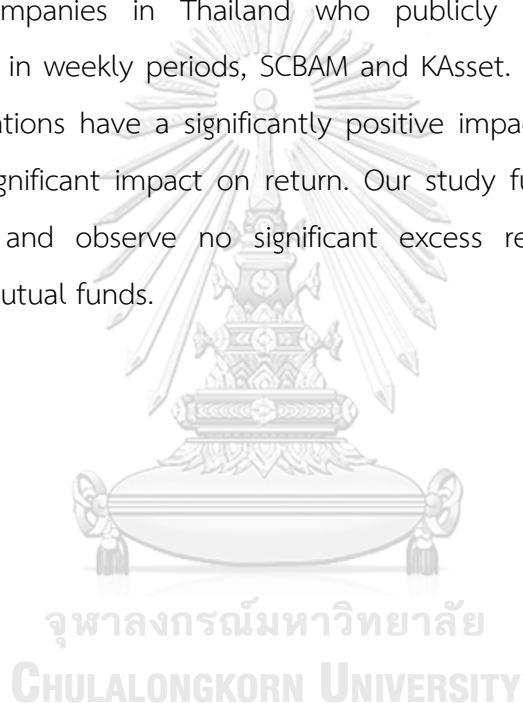 ompanies in Thailand who publicly
in weekly periods, SCBAM and KAsset.
ations have a significantly positive impac
gnificant impact on return. Our study fu
and observe no significant excess re
utual funds.
จุฬาลงกรณ์มหาวิทยาลัย
CHULALONGKORN UNIVERSITY